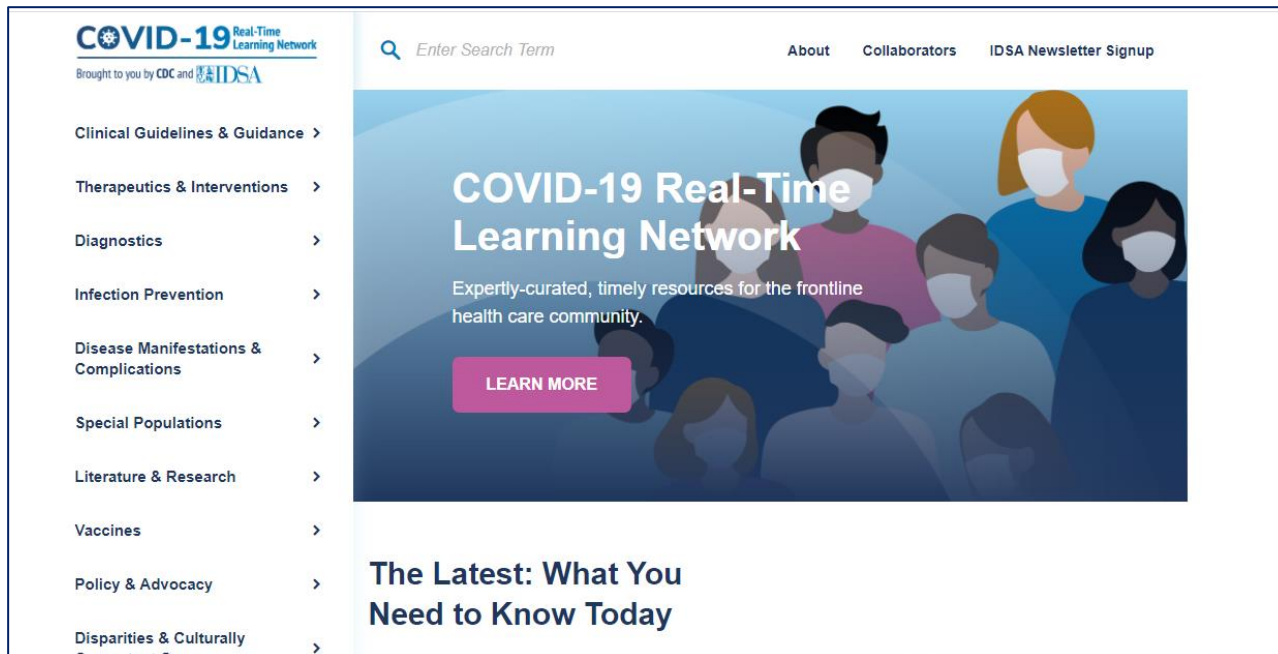 COVID-19 Real-Time
Learning Network
Brought to you by CDC and IDSA
Enter Search Term
About Collaborators IDSA Newsletter Signup
Clinical Guidelines & Guidance
Therapeutics & Interventions
Diagnostics
Infection Prevention
Disease Manifestations &
Complications
Special Populations
Literature & Research
Vaccines
Policy & Advocacy
Disparities & Culturally
COVID-19 Real-Time
Learning Network
Expertly-curated, timely resources for the frontline
health care community.
LEARN MORE
The Latest: What You
Need to Know Today